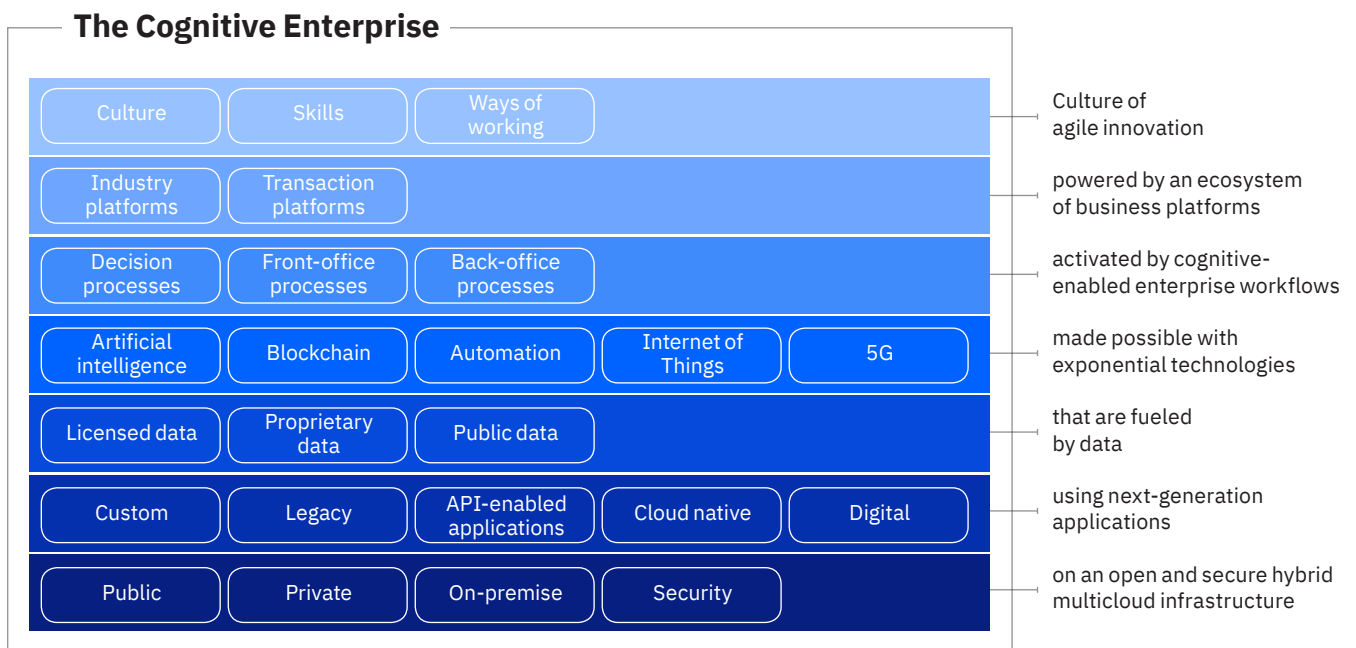 The Cognitive Enterprise
Culture
Skills
Ways of
working
Culture of
agile innovation
Industry
platforms
Transaction
platforms
powered by an ecosystem
of business platforms
Decision
processes
Front-office
processes
Back-office
processes
activated by cognitive-
enabled enterprise workflows
Artificial
intelligence
Blockchain
Automation
Internet of
Things
5G
made possible with
exponential technologies
Licensed data
Proprietary
data
Public data
that are fueled
by data
Custom
Legacy
API-enabled
applications
Cloud native
Digital
using next-generation
applications
Public
Private
On-premise
Security
on an open and secure hybrid
multicloud infrastructure